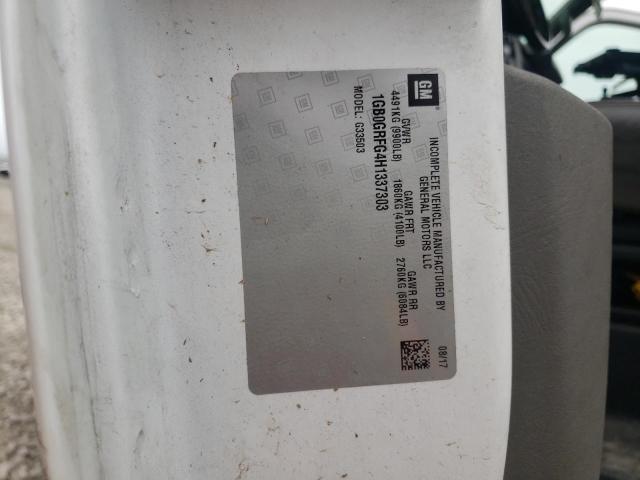 GM
INCOMPLETE VEHICLE MANUFACTURED BY
GENERAL MOTORS LLC
08/17
GVWR GAWR FRT GAWR RR
4491KG (9900LB) 1860KG (4100LB) 2760KG (6084LB)
1GB0GRFG4H1337303
MODEL: G33503